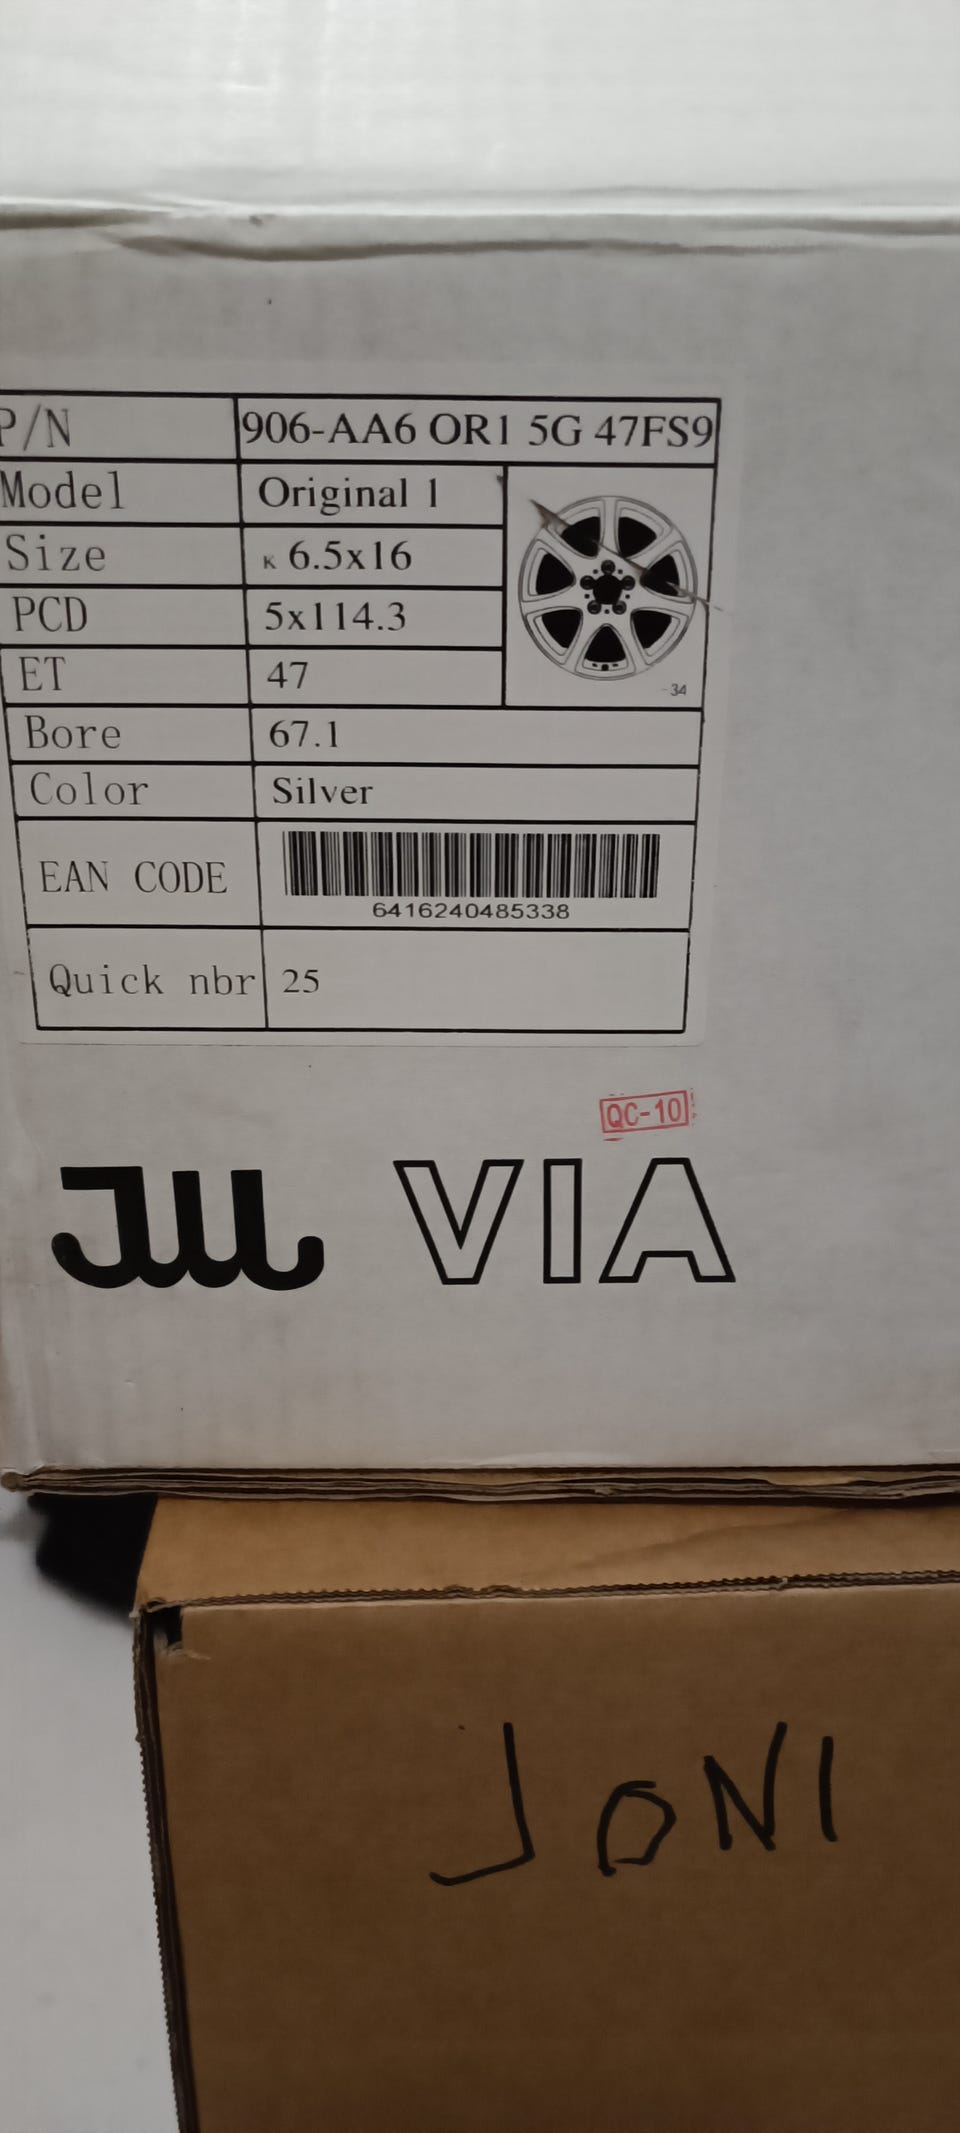 P/N 906-AA6 OR1 5G 47FS9
Model Original 1
Size K 6.5x16
PCD 5x114.3
ET 47
-34
Bore 67.1
Color Silver
EAN CODE
6416240485338
Quick nbr 25
QC-10
JWL VIA
JONI